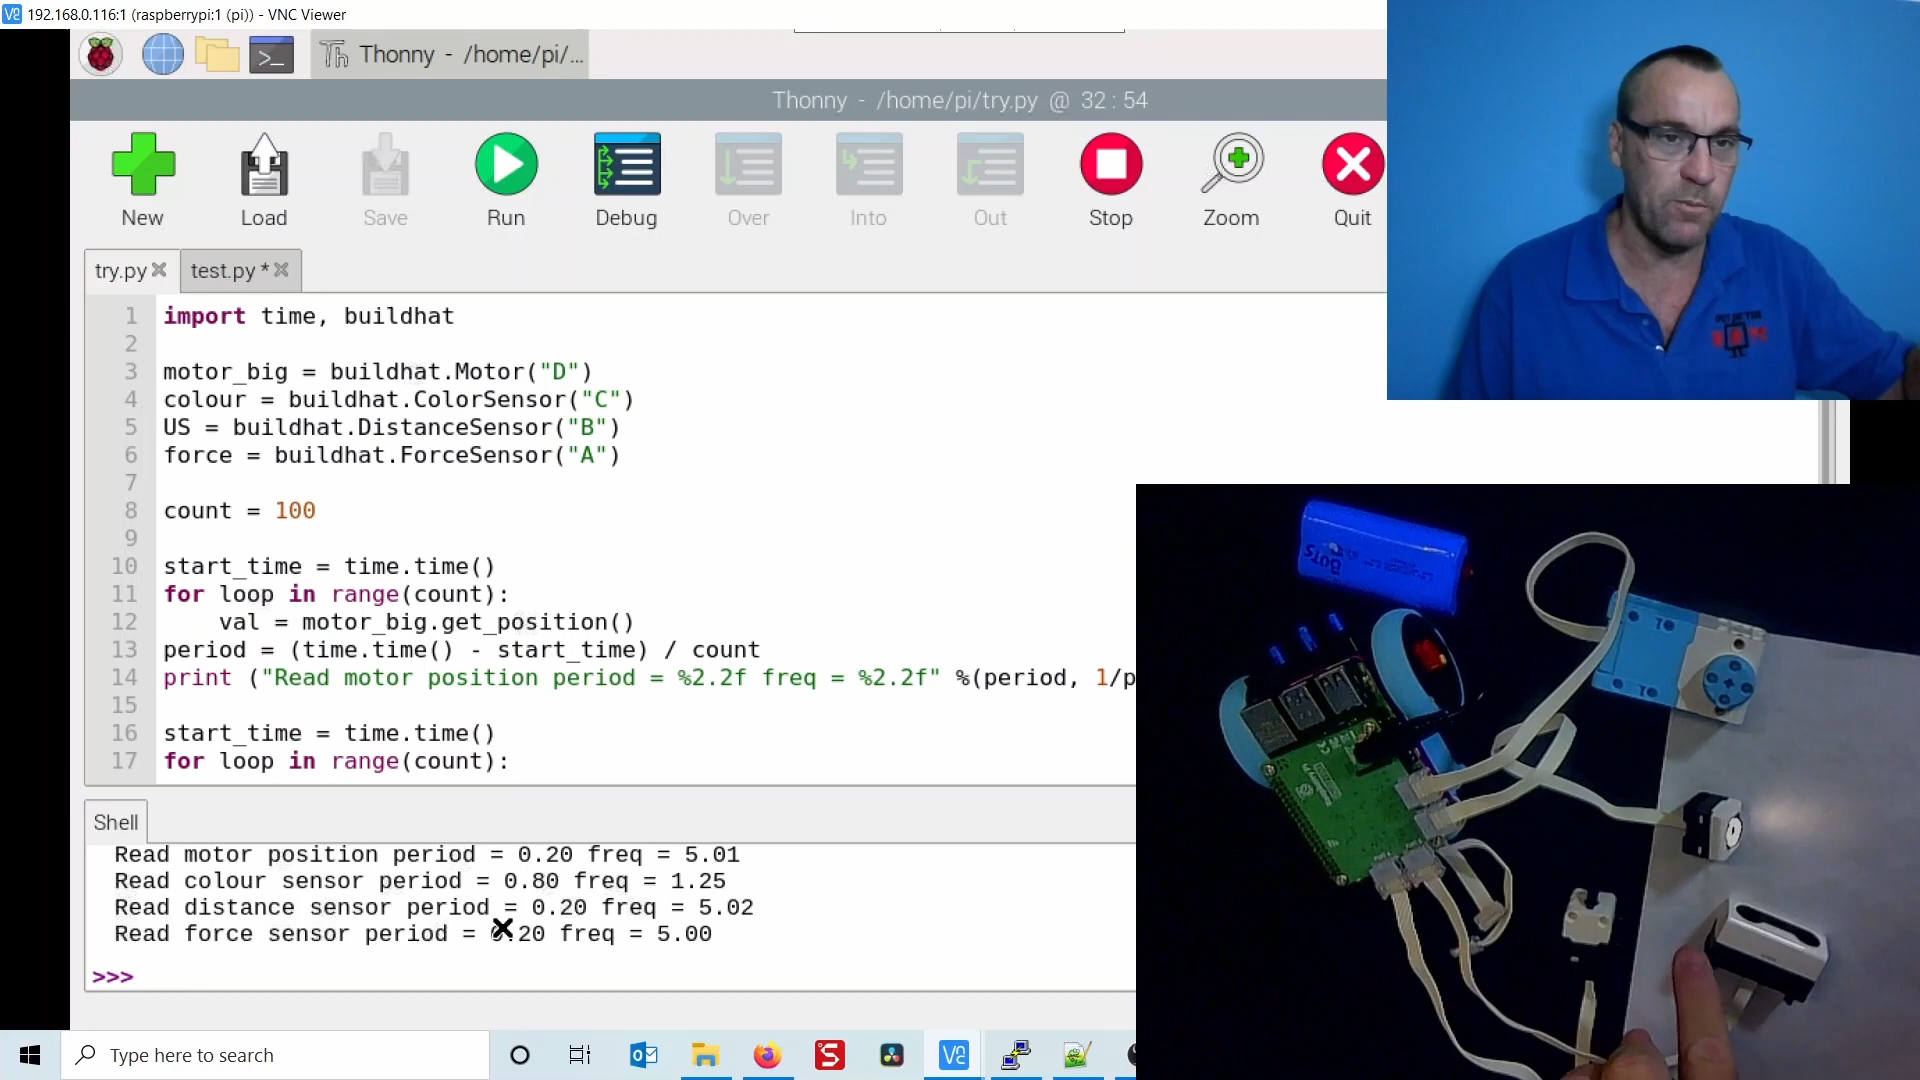 192.168.0.116:1 (raspberrypi:1 (pi)) - VNC Viewer
Thonny - /home/pi/...
Thonny - /home/pi/try.py @ 32 : 54
New Load Save Run Debug Over Into Out Stop Zoom Quit
try.py test.py *
1 import time, buildhat
2
3 motor_big = buildhat.Motor("D")
4 colour = buildhat.ColorSensor("C")
5 US = buildhat.DistanceSensor("B")
6 force = buildhat.ForceSensor("A")
7
8 count = 100
9
10 start_time = time.time()
11 for loop in range(count):
12 val = motor_big.get_position()
13 period = (time.time() - start_time) / count
14 print ("Read motor position period = %2.2f freq = %2.2f" %(period, 1/p
15
16 start_time = time.time()
17 for loop in range(count):
Shell
Read motor position period = 0.20 freq = 5.01
Read colour sensor period = 0.80 freq = 1.25
Read distance sensor period = 0.20 freq = 5.02
Read force sensor period = 0.20 freq = 5.00
>>>
Type here to search